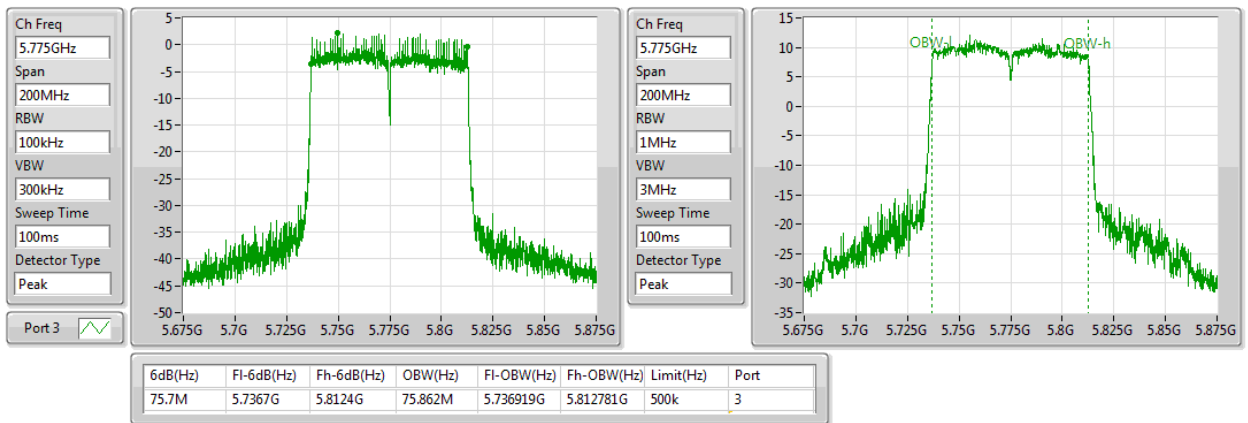 Ch Freq
5.775GHz
Span
200MHz
RBW
100kHz
VBW
300kHz
Sweep Time
100ms
Detector Type
Peak
Port 3
5
0
-5
-10
-15
-20
-25
-30
-35
-40
-45
-50
5.675G 5.7G 5.725G 5.75G 5.775G 5.8G 5.825G 5.85G 5.875G
Ch Freq
5.775GHz
Span
200MHz
RBW
1MHz
VBW
3MHz
Sweep Time
100ms
Detector Type
Peak
15
10
5
0
-5
-10
-15
-20
-25
-30
-35
OBW-l OBW-h
5.675G 5.7G 5.725G 5.75G 5.775G 5.8G 5.825G 5.85G 5.875G
6dB(Hz) Fl-6dB(Hz) Fh-6dB(Hz) OBW(Hz) Fl-OBW(Hz) Fh-OBW(Hz) Limit(Hz) Port
75.7M 5.7367G 5.8124G 75.862M 5.736919G 5.812781G 500k 3